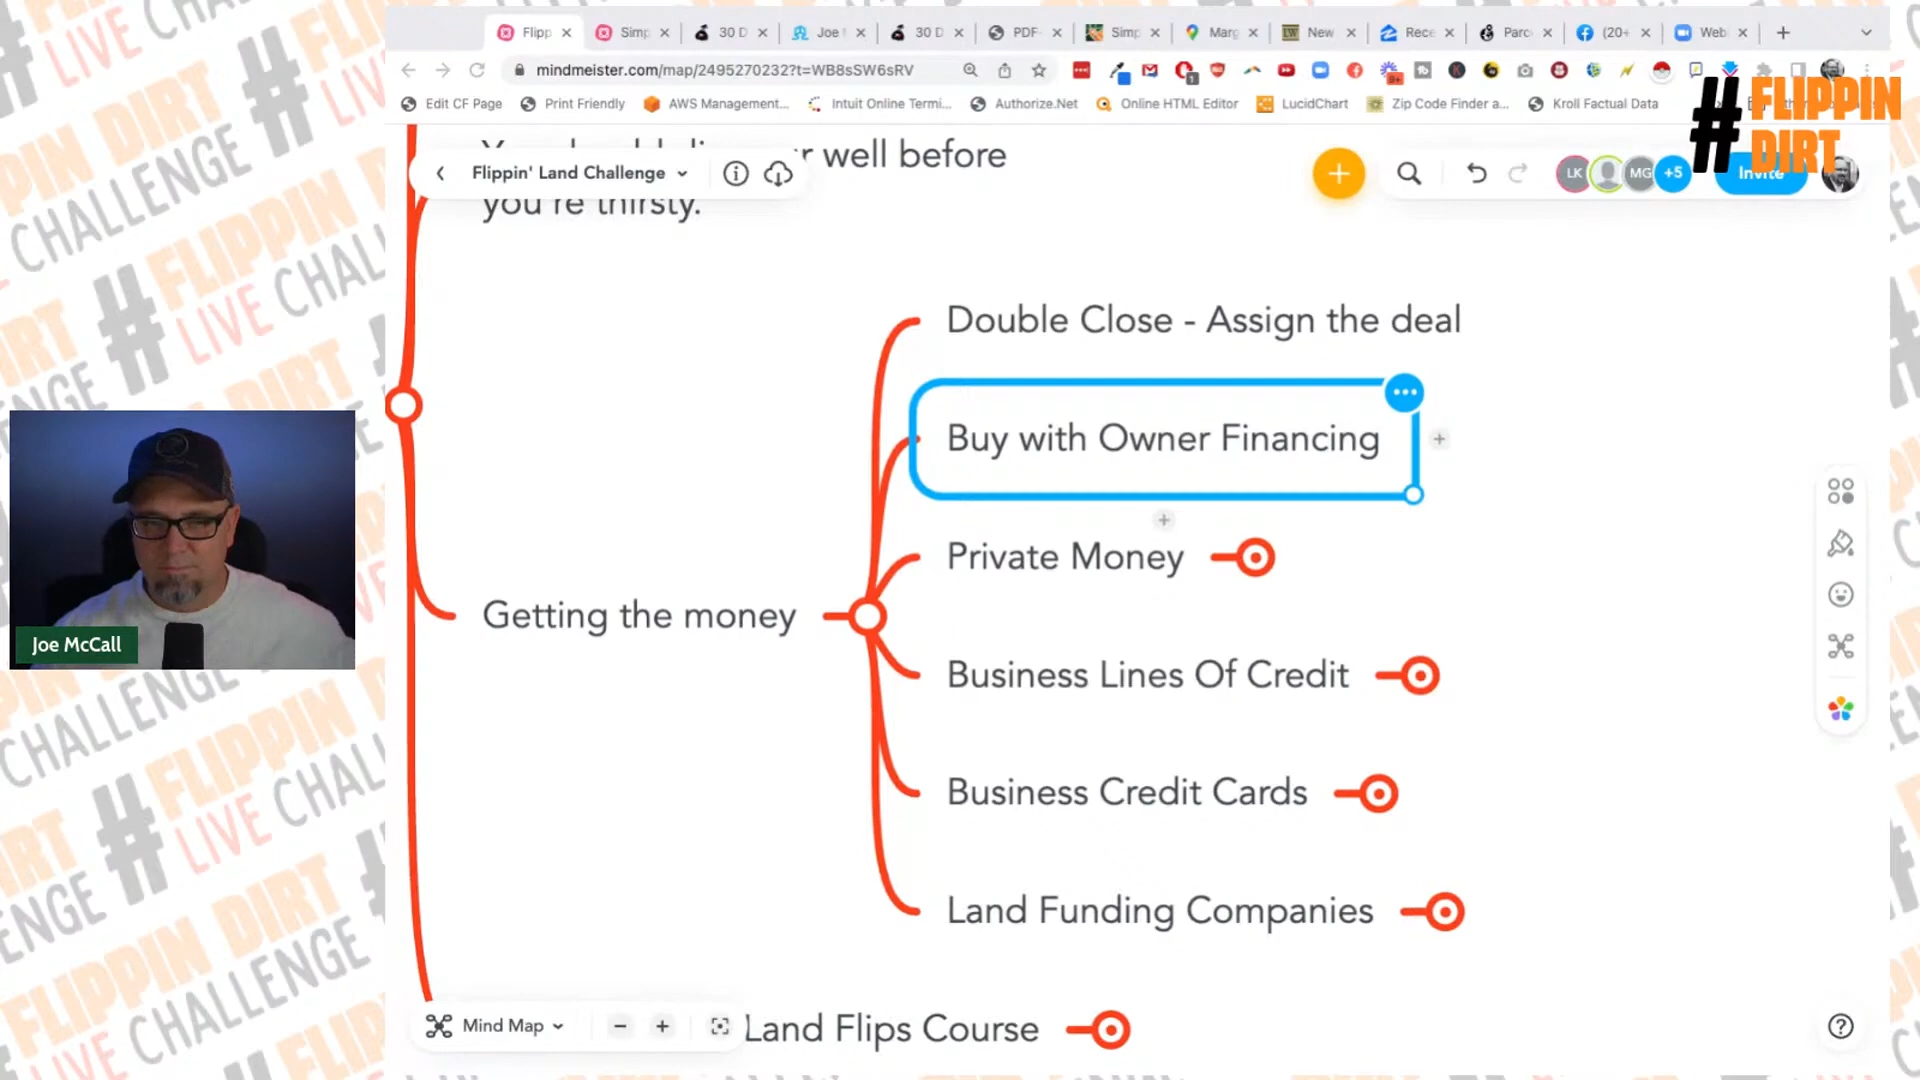 Flipp
Simp
30 D
Joe
30 D
PDF
Simp
Marg
New
Rece
Parc
(20+
Web
mindmeister.com/map/2495270232?t=WB8sSW6sRV
Edit CF Page
Print Friendly
AWS Management...
Intuit Online Termi...
Authorize.Net
Online HTML Editor
LucidChart
Zip Code Finder a...
Kroll Factual Data
#FLIPPIN
DIRT
well before
you're thirsty.
Flippin' Land Challenge
LK
MG
+5
Invite
Double Close - Assign the deal
Buy with Owner Financing
Private Money
Getting the money
Business Lines Of Credit
Business Credit Cards
Land Funding Companies
Land Flips Course
Mind Map
Joe McCall
#FLIPPIN DIRT
LIVE CHALLENGE